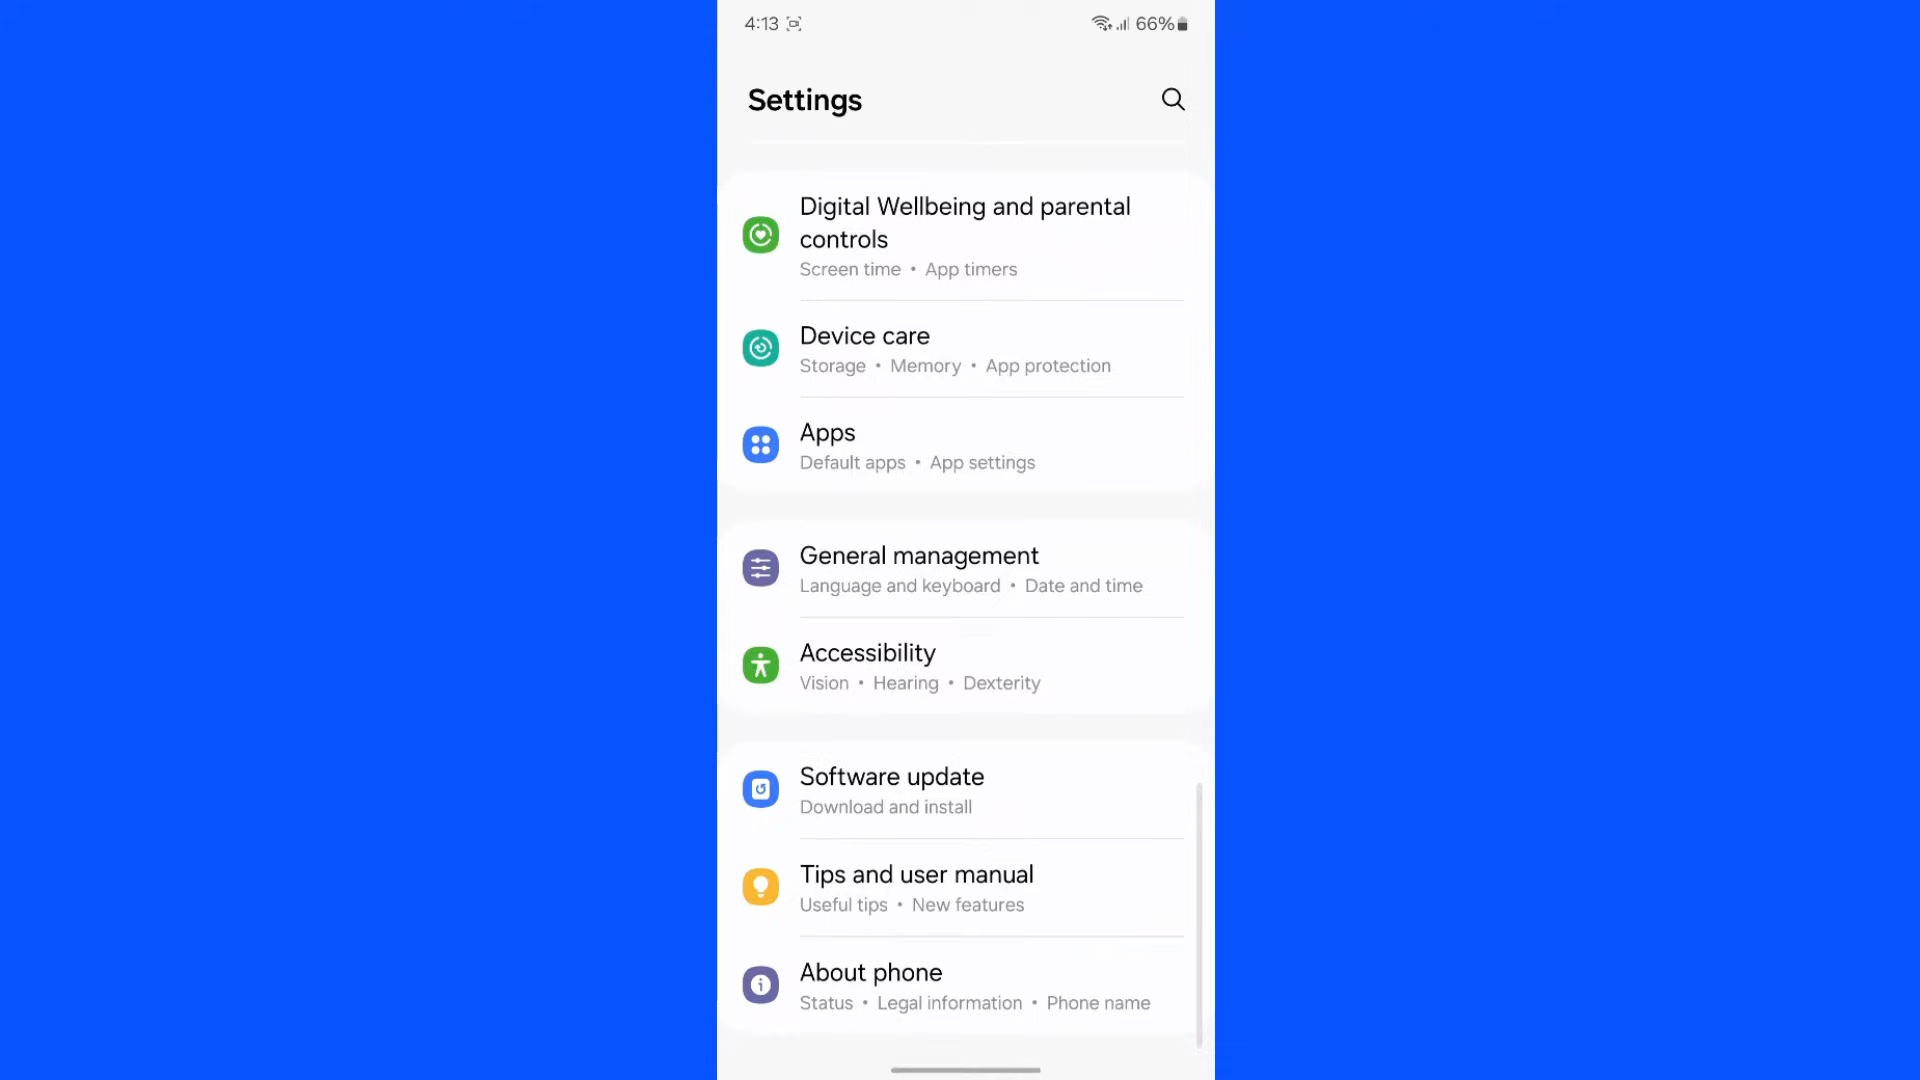 4:13 66%
Settings
Digital Wellbeing and parental
controls
Screen time • App timers
Device care
Storage • Memory • App protection
Apps
Default apps • App settings
General management
Language and keyboard • Date and time
Accessibility
Vision • Hearing • Dexterity
Software update
Download and install
Tips and user manual
Useful tips • New features
About phone
Status • Legal information • Phone name